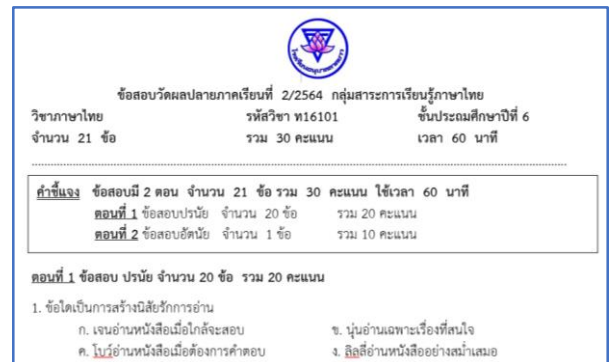 ข้อสอบวัดผลปลายภาคเรียนที่ 2/2564 กลุ่มสาระการเรียนรู้ภาษาไทย
วิชาภาษาไทย รหัสวิชา ท16101 ชั้นประถมศึกษาปีที่ 6
จำนวน 21 ข้อ รวม 30 คะแนน เวลา 60 นาที
คำชี้แจง ข้อสอบมี 2 ตอน จำนวน 21 ข้อ รวม 30 คะแนน ใช้เวลา 60 นาที
ตอนที่ 1 ข้อสอบปรนัย จำนวน 20 ข้อ รวม 20 คะแนน
ตอนที่ 2 ข้อสอบอัตนัย จำนวน 1 ข้อ รวม 10 คะแนน
ตอนที่ 1 ข้อสอบ ปรนัย จำนวน 20 ข้อ รวม 20 คะแนน
1. ข้อใดเป็นการสร้างนิสัยรักการอ่าน
ก. เจนอ่านหนังสือเมื่อใกล้จะสอบ ข. นุ่นอ่านเฉพาะเรื่องที่สนใจ
ค. โบว์อ่านหนังสือเมื่อต้องการคำตอบ ง. ลิลลี่อ่านหนังสืออย่างสม่ำเสมอ